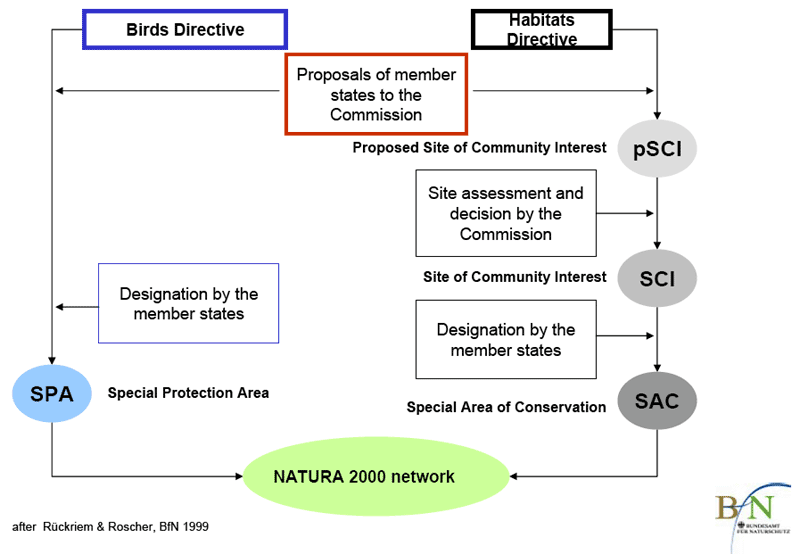 Birds Directive
Habitats
Directive
Proposals of member
states to the
Commission
Proposed Site of Community Interest
pSCI
Site assessment and
decision by the
Commission
Site of Community Interest
SCI
Designation by the
member states
Designation by the
member states
SPA
Special Protection Area
Special Area of Conservation
SAC
NATURA 2000 network
after Rückriem & Roscher, BfN 1999
BfN
BUNDESAMT
FÜR NATURSCHUTZ